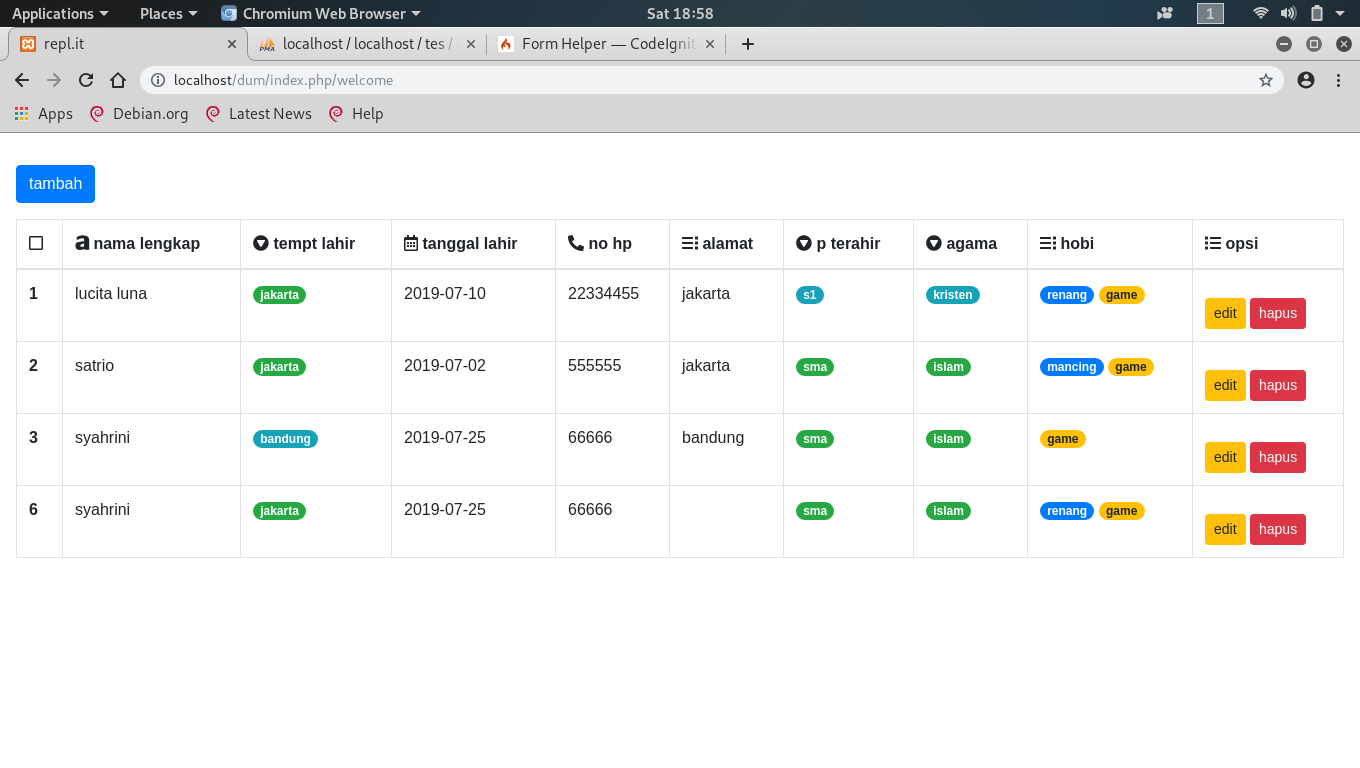 Applications Places Chromium Web Browser Sat 18:58 1
repl.it localhost / localhost / tes / Form Helper — CodeIgnit
localhost/dum/index.php/welcome
Apps Debian.org Latest News Help
tambah
nama lengkap tempt lahir tanggal lahir no hp alamat p terahir agama hobi opsi
1 lucita luna jakarta 2019-07-10 22334455 jakarta s1 kristen renang game edit hapus
2 satrio jakarta 2019-07-02 555555 jakarta sma islam mancing game edit hapus
3 syahrini bandung 2019-07-25 66666 bandung sma islam game edit hapus
6 syahrini jakarta 2019-07-25 66666 sma islam renang game edit hapus